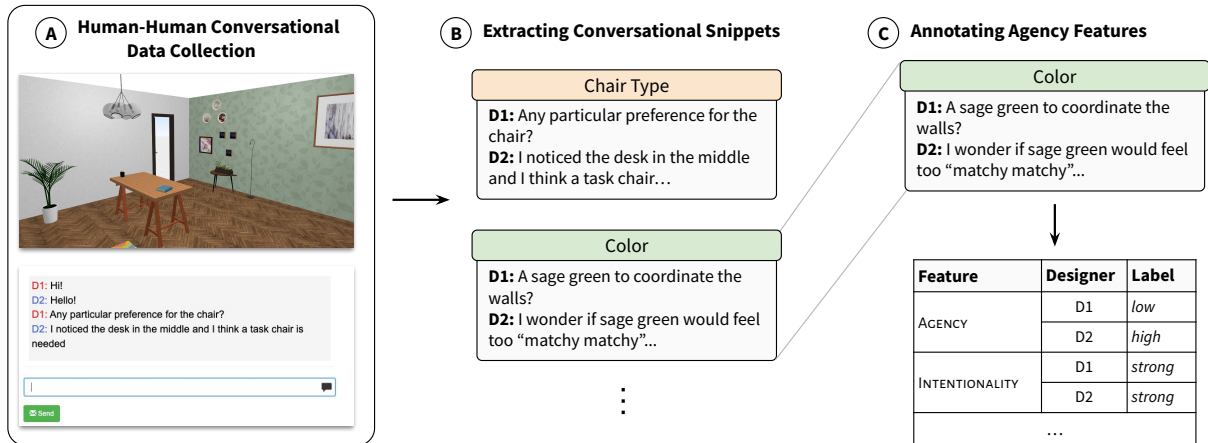 A Human-Human Conversational
Data Collection
D1: Hi!
D2: Hello!
D1: Any particular preference for the chair?
D2: I noticed the desk in the middle and I think a task chair is
needed
Send
B Extracting Conversational Snippets
Chair Type
D1: Any particular preference for the
chair?
D2: I noticed the desk in the middle
and I think a task chair…
Color
D1: A sage green to coordinate the
walls?
D2: I wonder if sage green would feel
too “matchy matchy”...
C Annotating Agency Features
Color
D1: A sage green to coordinate the
walls?
D2: I wonder if sage green would feel
too “matchy matchy”...
Feature Designer Label
AGENCY D1 low
D2 high
INTENTIONALITY D1 strong
D2 strong
…